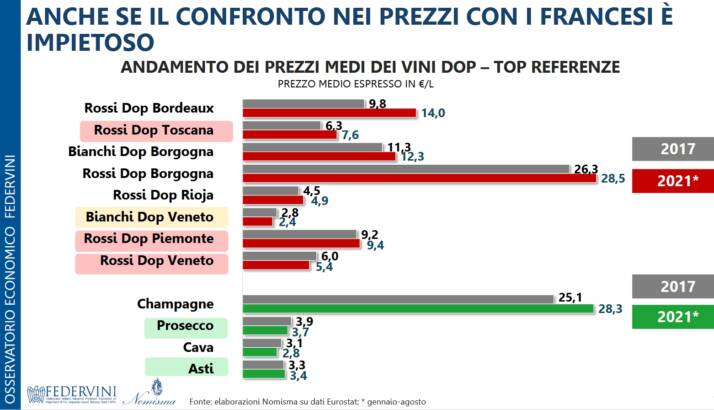 ANCHE SE IL CONFRONTO NEI PREZZI CON I FRANCESI È
IMPIETOSO
ANDAMENTO DEI PREZZI MEDI DEI VINI DOP – TOP REFERENZE
PREZZO MEDIO ESPRESSO IN €/L
Rossi Dop Bordeaux 9,8 14,0
Rossi Dop Toscana 6,3 7,6
Bianchi Dop Borgogna 11,3 12,3
Rossi Dop Borgogna 26,3 28,5
Rossi Dop Rioja 4,5 4,9
Bianchi Dop Veneto 2,8 2,4
Rossi Dop Piemonte 9,2 9,4
Rossi Dop Veneto 6,0 5,4
2017
2021*
Champagne 25,1 28,3
Prosecco 3,9 3,7
Cava 3,1 2,8
Asti 3,3 3,4
2017
2021*
OSSERVATORIO ECONOMICO FEDERVINI
FEDERVINI
Nomisma
Fonte: elaborazioni Nomisma su dati Eurostat; * gennaio-agosto